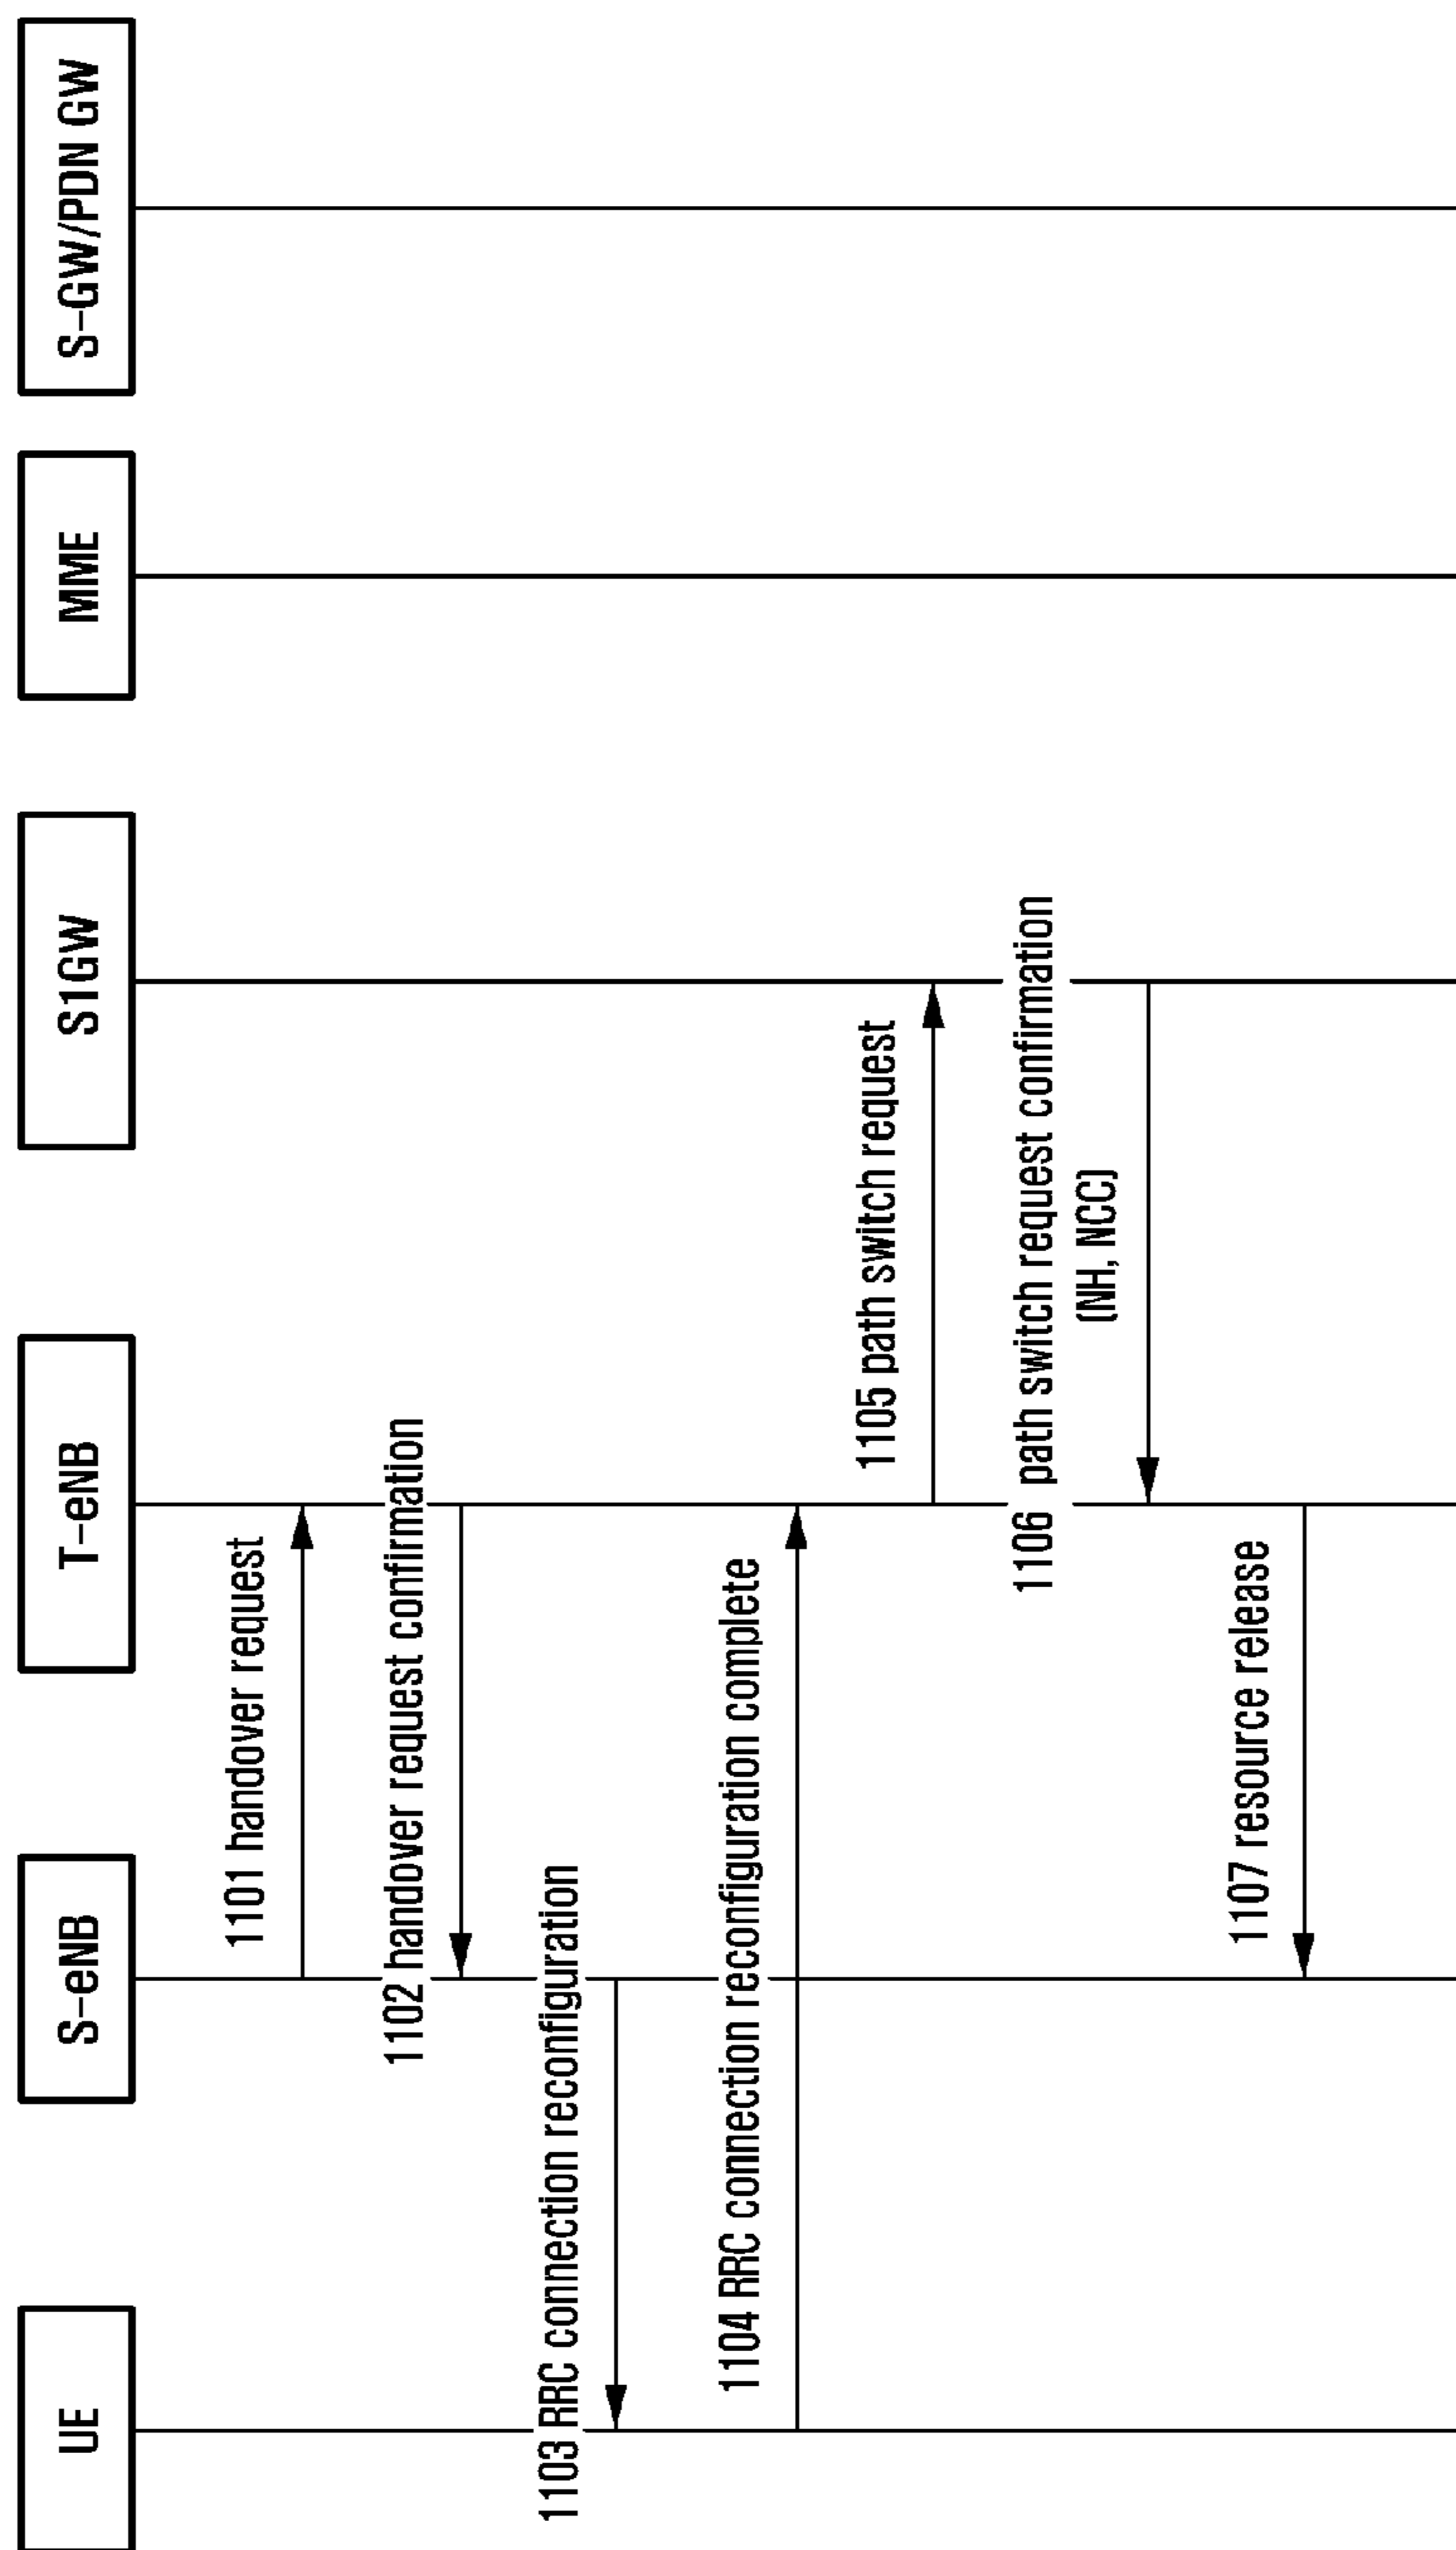 UE
S-eNB
T-eNB
S1GW
MME
S-GW/PDN GW
1101 handover request
1102 handover request confirmation
1103 RRC connection reconfiguration
1104 RRC connection reconfiguration complete
1105 path switch request
1106 path switch request confirmation
(NH, NCC)
1107 resource release